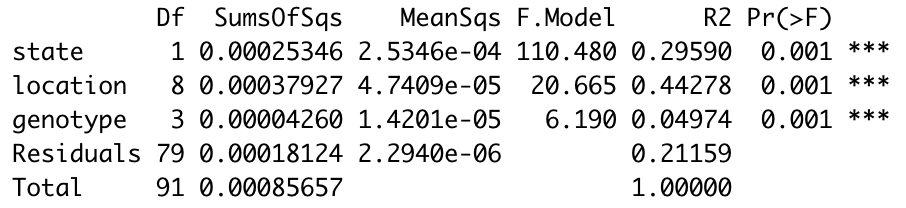 Df SumsOfSqs MeanSqs F.Model R2 Pr(>F)
state 1 0.00025346 2.5346e-04 110.480 0.29590 0.001 ***
location 8 0.00037927 4.7409e-05 20.665 0.44278 0.001 ***
genotype 3 0.00004260 1.4201e-05 6.190 0.04974 0.001 ***
Residuals 79 0.00018124 2.2940e-06 0.21159
Total 91 0.00085657 1.00000